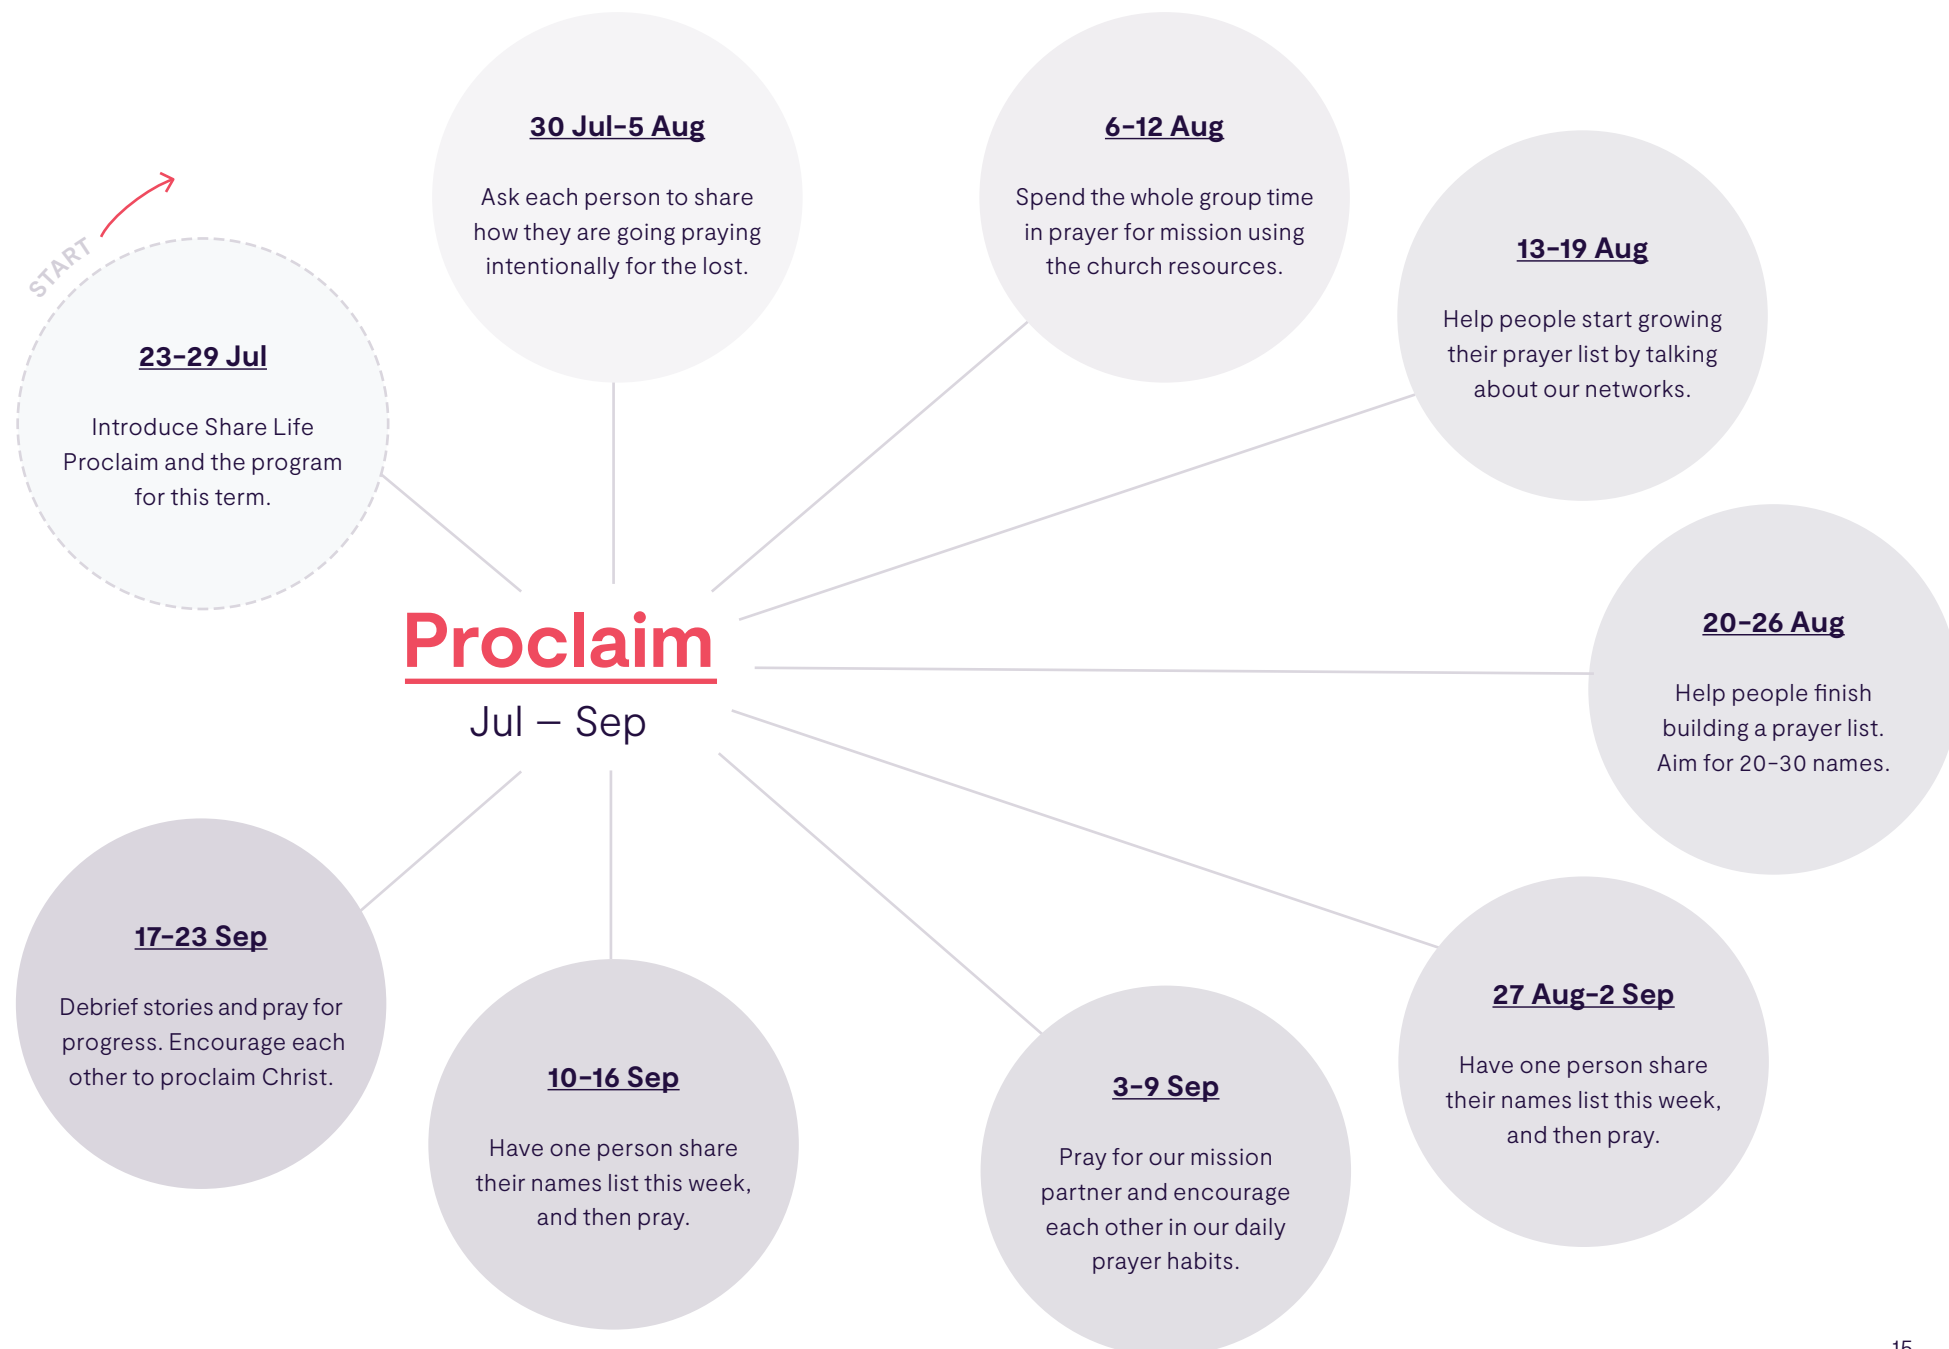 START
23-29 Jul
Introduce Share Life
Proclaim and the program
for this term.
30 Jul-5 Aug
Ask each person to share
how they are going praying
intentionally for the lost.
6-12 Aug
Spend the whole group time
in prayer for mission using
the church resources.
13-19 Aug
Help people start growing
their prayer list by talking
about our networks.
20-26 Aug
Help people finish
building a prayer list.
Aim for 20-30 names.
27 Aug-2 Sep
Have one person share
their names list this week,
and then pray.
3-9 Sep
Pray for our mission
partner and encourage
each other in our daily
prayer habits.
10-16 Sep
Have one person share
their names list this week,
and then pray.
17-23 Sep
Debrief stories and pray for
progress. Encourage each
other to proclaim Christ.
Proclaim
Jul – Sep
15